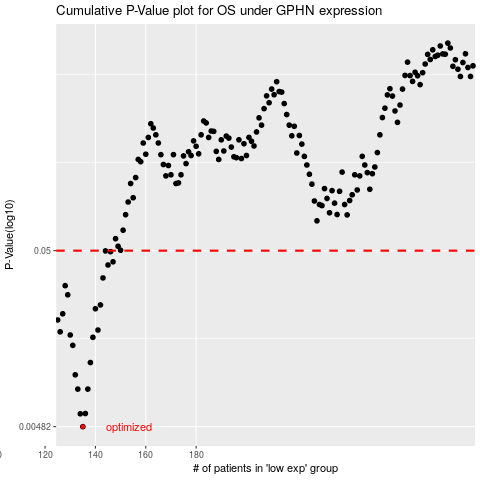 Cumulative P-Value plot for OS under GPHN expression
P-Value(log10)
0.05
0.00482
optimized
0
120
140
160
180
# of patients in 'low exp' group